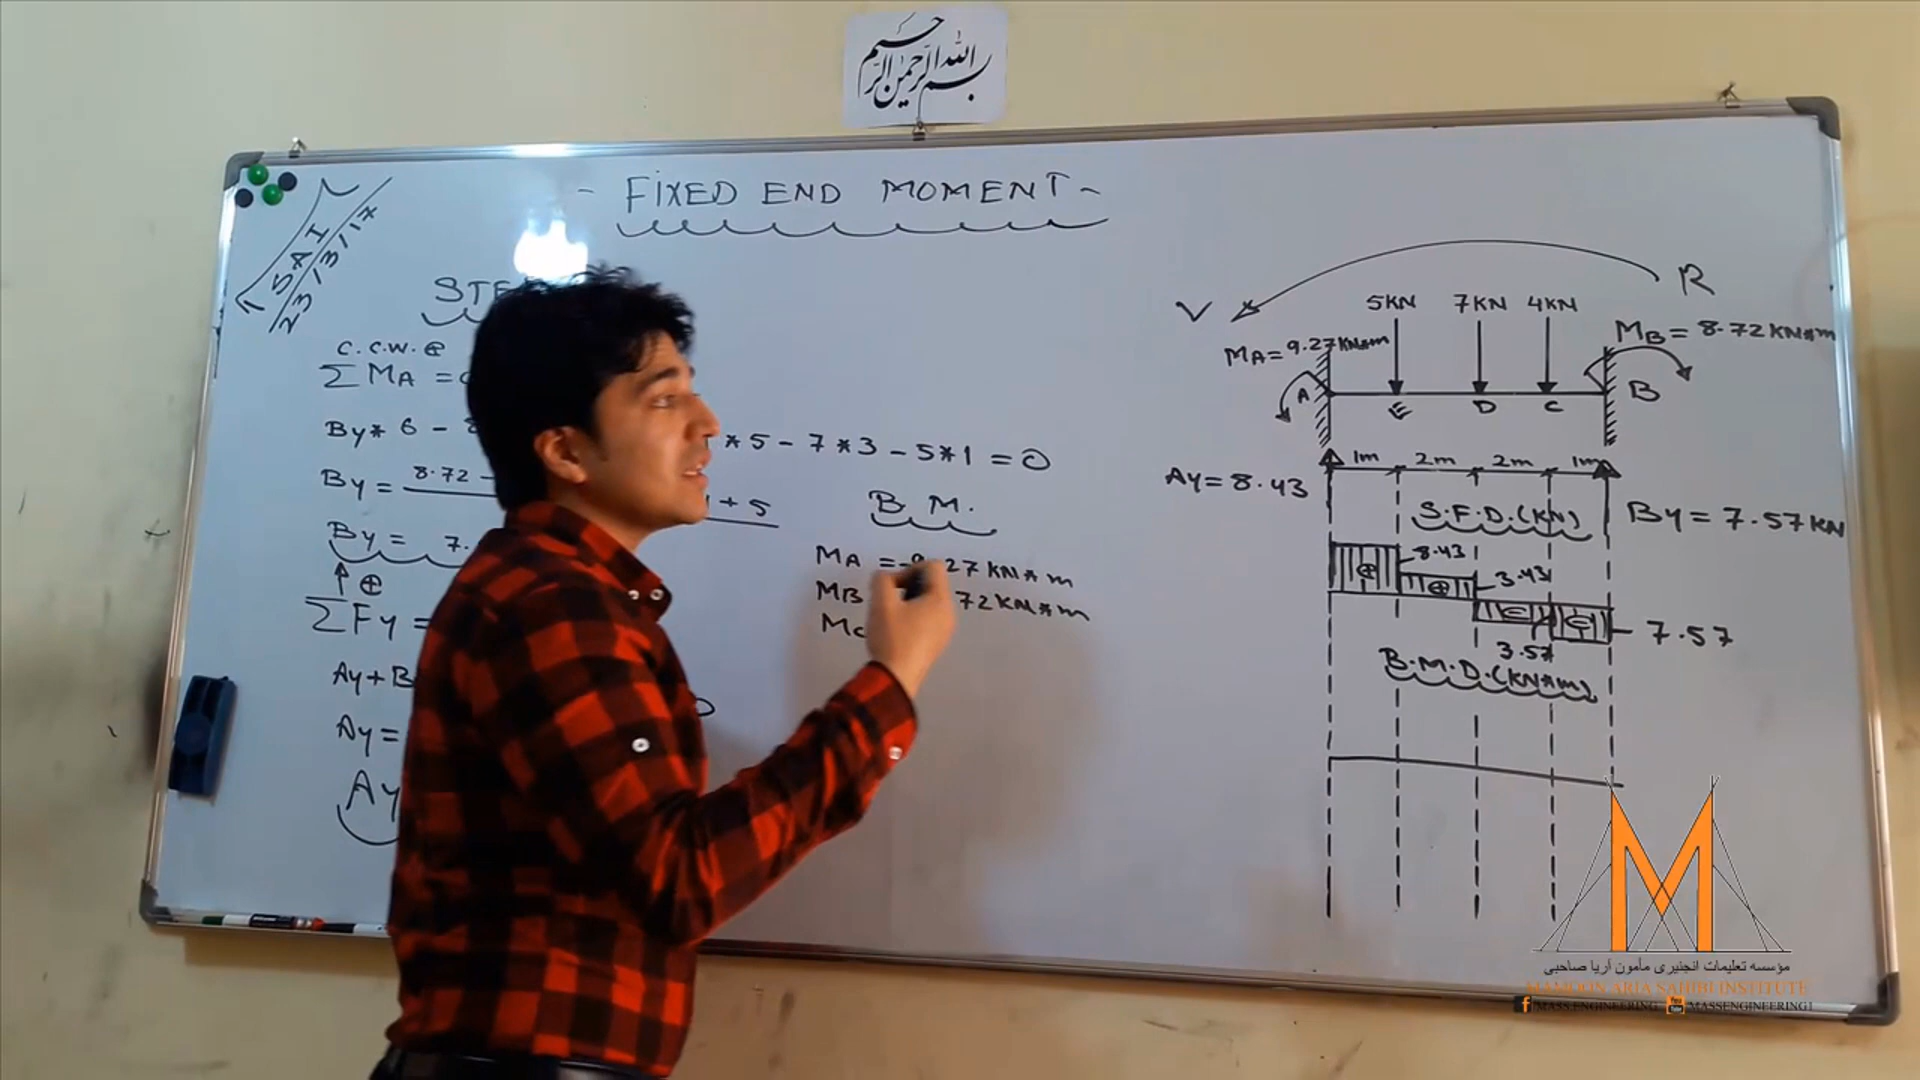 بسم الله الرحمن الرحیم
- FIXED END MOMENT -
23/3/17
STE
C.C.W. ⊕
ΣMA =
By* 6 -
*5 - 7*3 - 5*1 = 0
By = 8.72 -
+ 5
By = 7.
↑ ⊕
ΣFy =
Ay+B
Ay =
Ay
B.M.
MA = -9.27 KN*m
MB 72 KN*m
Mc
V
R
5KN 7KN 4KN
MA = 9.27 KN*m
MB = 8.72 KN*m
A E D C B
1m 2m 2m 1m
Ay = 8.43
By = 7.57 KN
S.F.D.(KN)
8.43
3.43
3.57
7.57
B.M.D.(KN*m)
M
مؤسسه تعلیمات انجنیری مأمون آریا صاحبی
MAMOON ARIA SAHIBI INSTITUTE
MASS.ENGINEERING MASSENGINEERING1